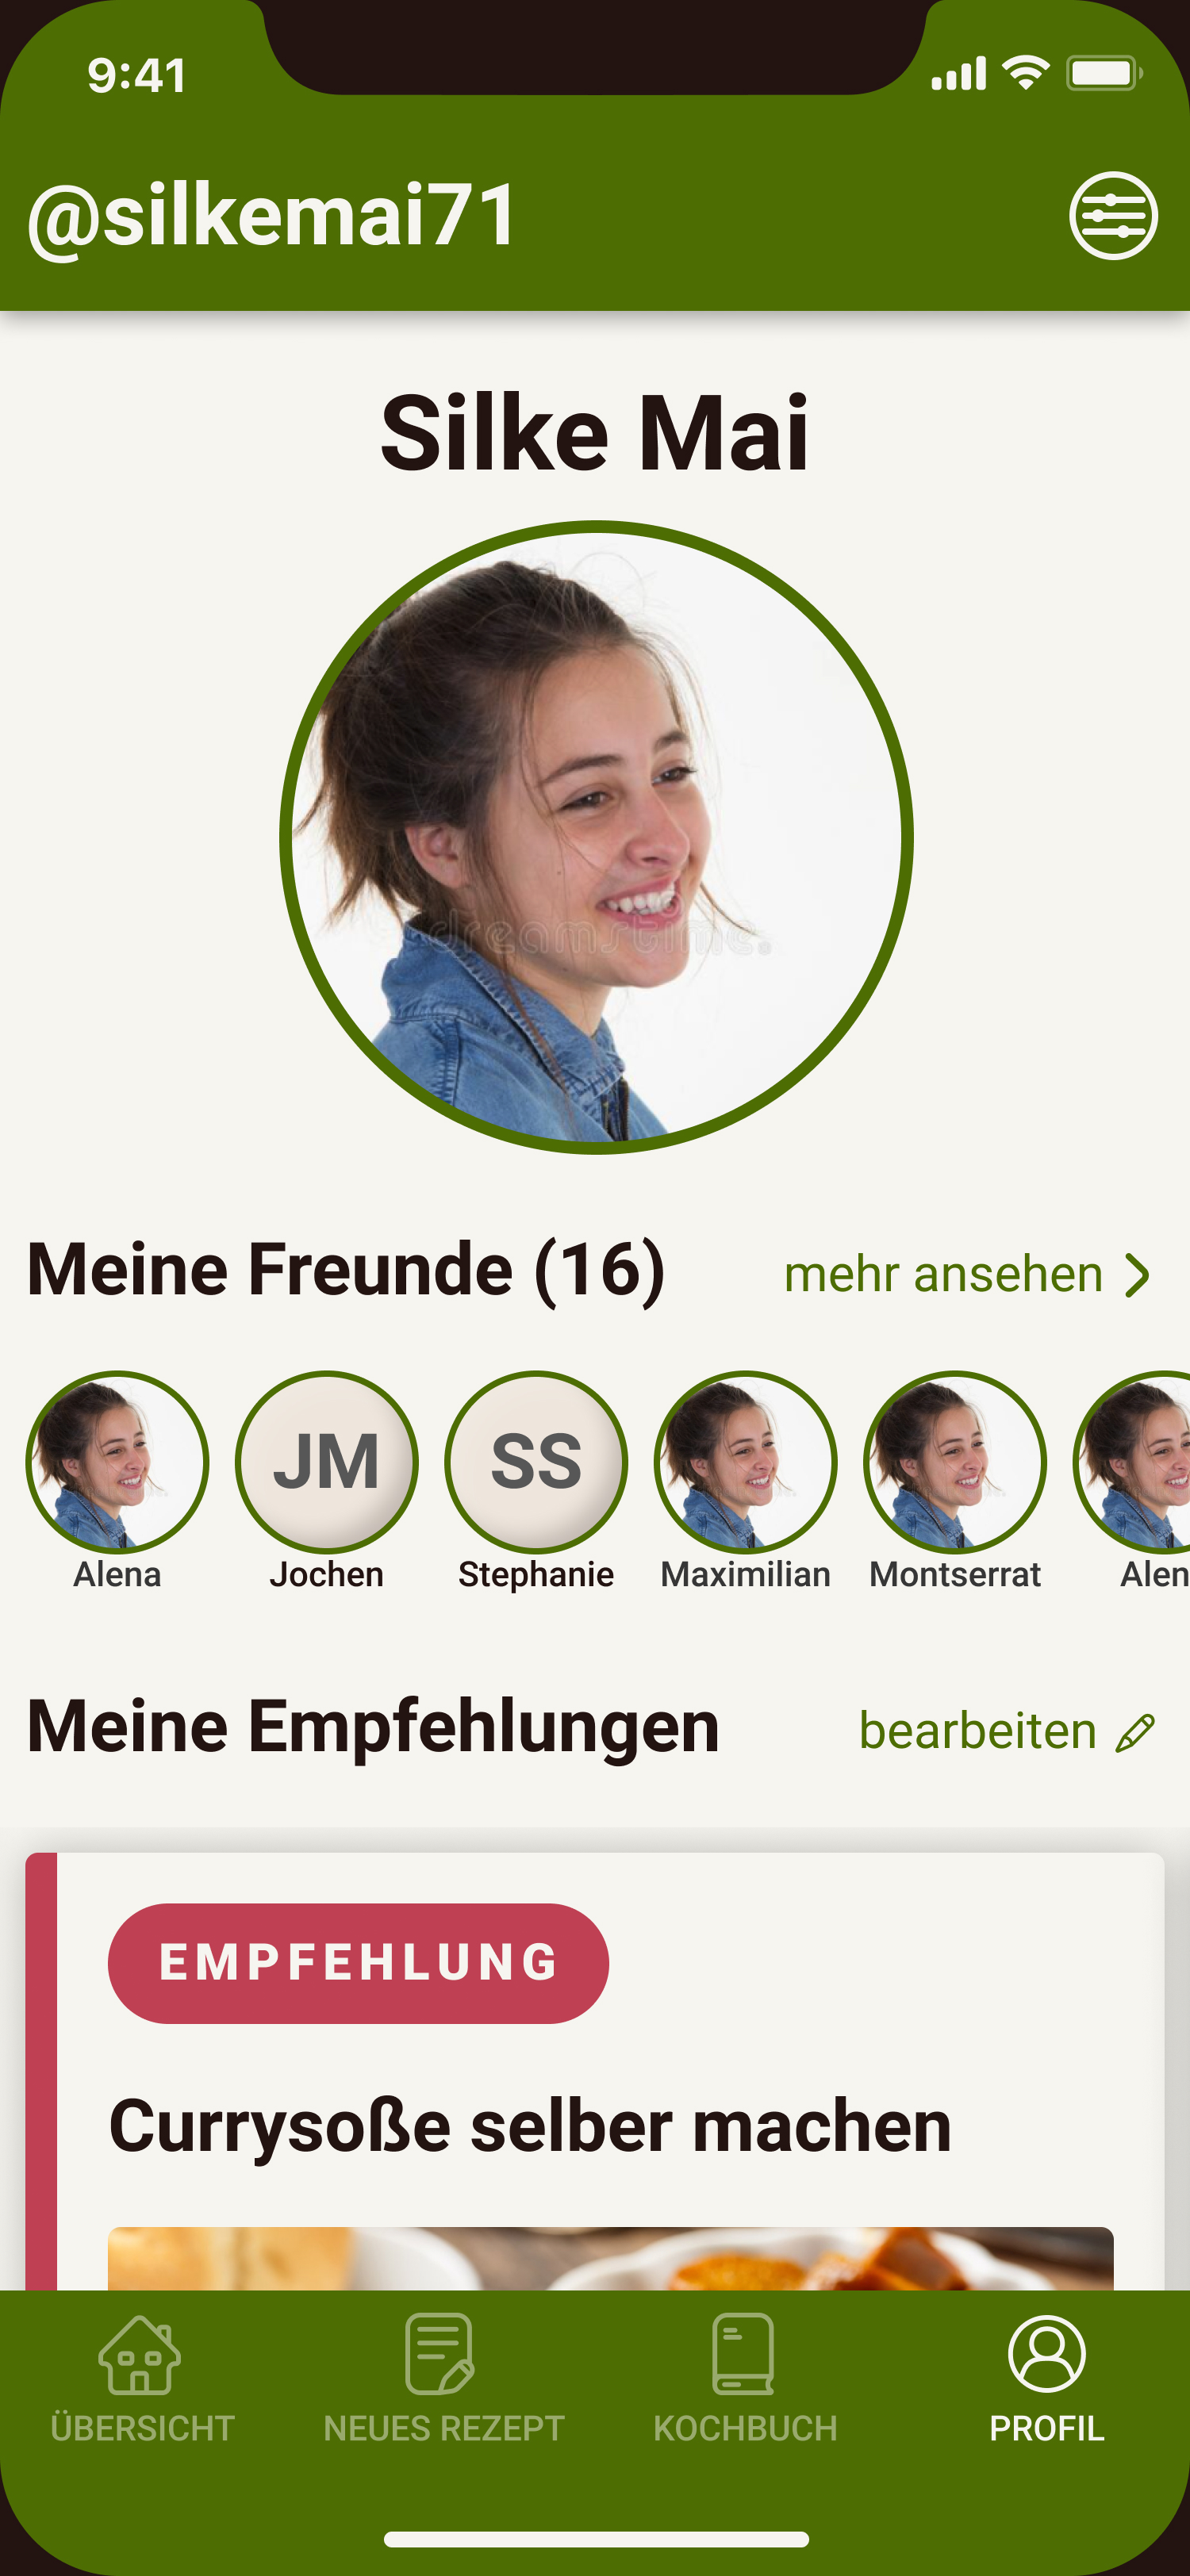 9:41
@silkemai71
Silke Mai
dreamstime.
Meine Freunde (16)
mehr ansehen
JM
SS
Alena
Jochen
Stephanie
Maximilian
Montserrat
Alen
Meine Empfehlungen
bearbeiten
EMPFEHLUNG
Currysoße selber machen
ÜBERSICHT
NEUES REZEPT
KOCHBUCH
PROFIL